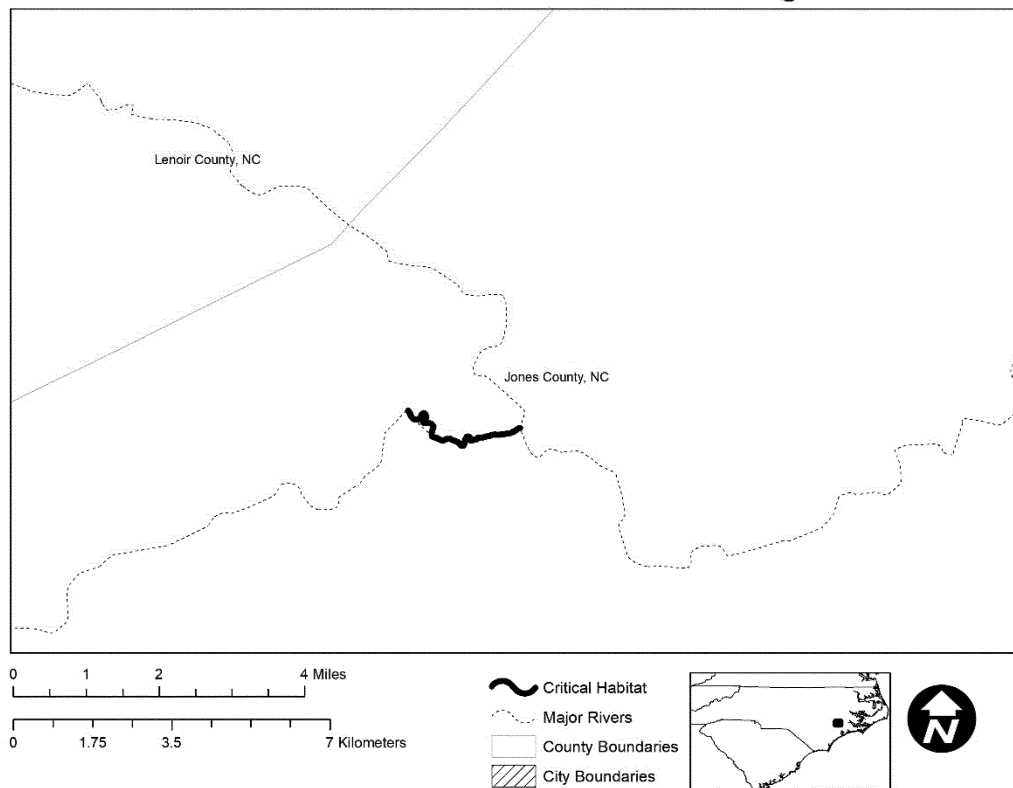 Lenoir County, NC
Jones County, NC
0 1 2 4 Miles
0 1.75 3.5 7 Kilometers
Critical Habitat
Major Rivers
County Boundaries
City Boundaries
N